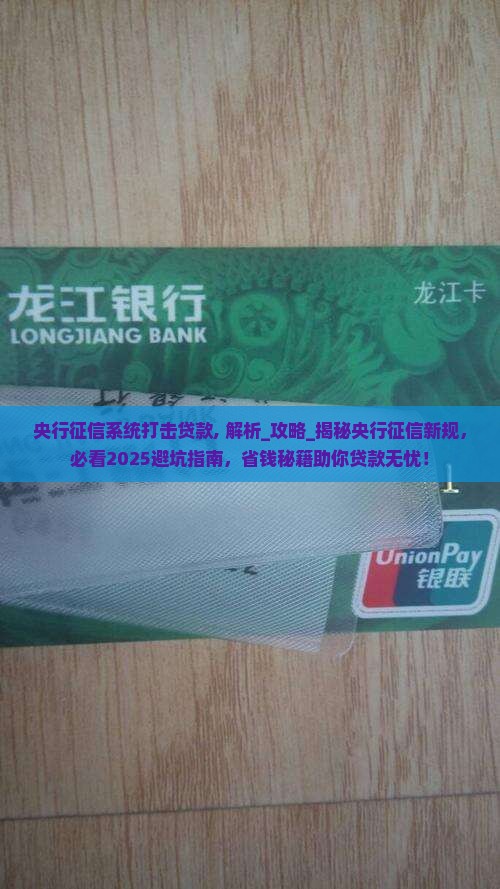 龙江银行
龙江卡
LONGJIANG BANK
央行征信系统打击贷款, 解析_攻略_揭秘央行征信新规,
必看2025避坑指南，省钱秘籍助你贷款无忧！
1
UnionPay
银联